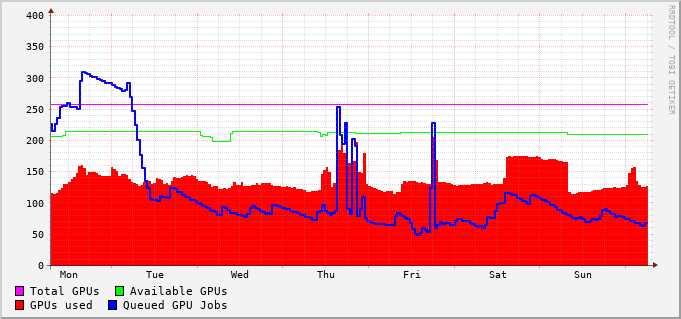 400
350
300
250
200
150
100
50
0
Mon Tue Wed Thu Fri Sat Sun
Total GPUs Available GPUs
GPUs used Queued GPU Jobs
RRDTOOL / TOBI OETIKER